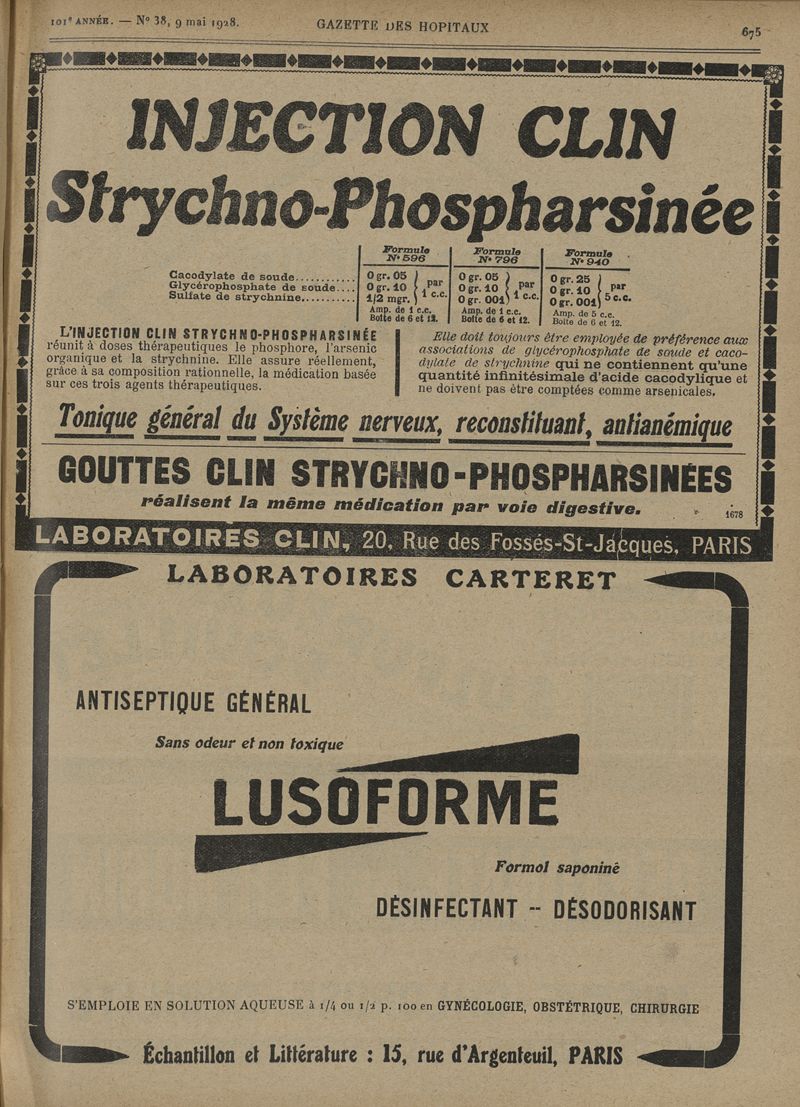 101e ANNÉE. — No 38, 9 mai 1928. GAZETTE DES HOPITAUX 675
INJECTION CLIN
Strychno-Phospharsinée
Formule No 596 Formule No 796 Formule No 940
Cacodylate de soude........... 0 gr. 05 0 gr. 05 0 gr. 25
Glycérophosphate de soude.... 0 gr. 10 par 1 c.c. 0 gr. 10 par 1 c.c. 0 gr. 10 par 5 c.c.
Sulfate de strychnine.......... 1/2 mgr. 0 gr. 001 0 gr. 001
Amp. de 1 c.c. Amp. de 1 c.c. Amp. de 5 c.c.
Boîte de 6 et 12. Boîte de 6 et 12. Boîte de 6 et 12.
L'INJECTION CLIN STRYCHNO-PHOSPHARSINÉE
réunit à doses thérapeutiques le phosphore, l'arsenic
organique et la strychnine. Elle assure réellement,
grâce à sa composition rationnelle, la médication basée
sur ces trois agents thérapeutiques.
Elle doit toujours être employée de préférence aux
associations de glycérophosphate de soude et caco-
dylate de strychnine qui ne contiennent qu'une
quantité infinitésimale d'acide cacodylique et
ne doivent pas être comptées comme arsenicales.
Tonique général du Système nerveux, reconstituant, antianémique
GOUTTES CLIN STRYCHNO-PHOSPHARSINÉES
réalisent la même médication par voie digestive.
1678
LABORATOIRES CLIN, 20, Rue des Fossés-St-Jacques, PARIS
LABORATOIRES CARTERET
ANTISEPTIQUE GÉNÉRAL
Sans odeur et non toxique
LUSOFORME
Formol saponiné
DÉSINFECTANT -- DÉSODORISANT
S'EMPLOIE EN SOLUTION AQUEUSE à 1/4 ou 1/2 p. 100 en GYNÉCOLOGIE, OBSTÉTRIQUE, CHIRURGIE
Échantillon et Littérature : 15, rue d'Argenteuil, PARIS